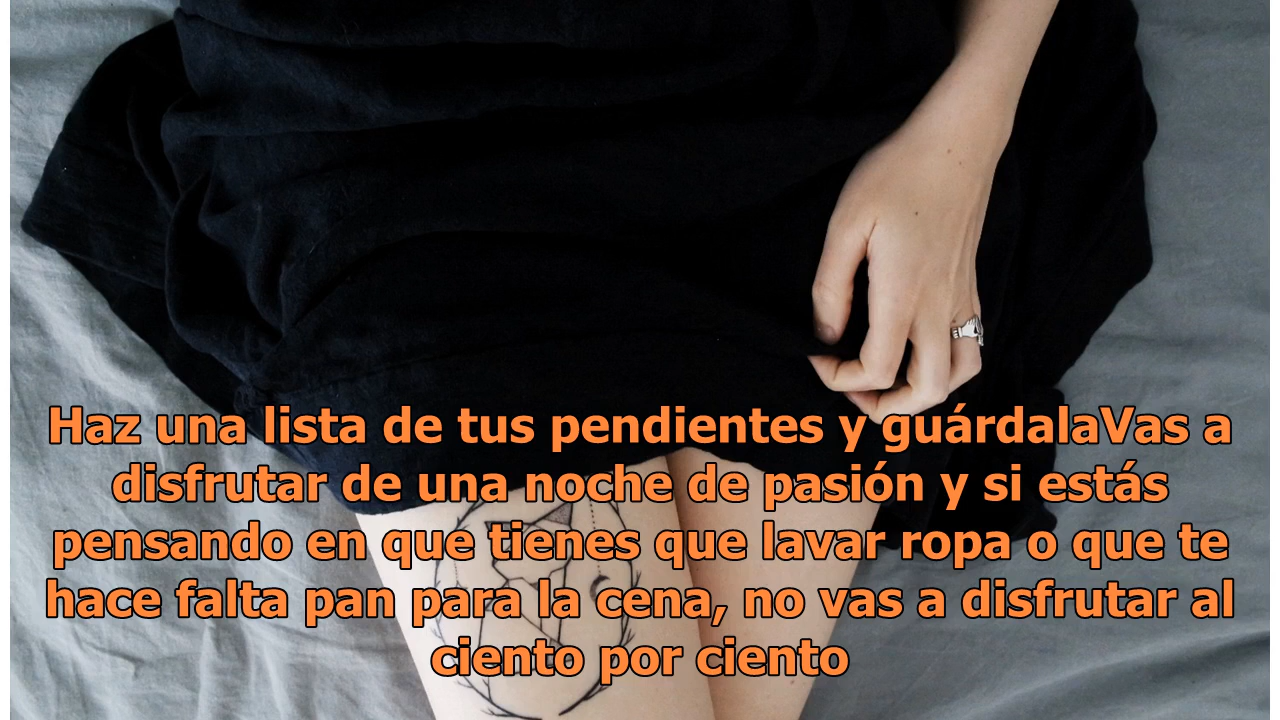 Haz una lista de tus pendientes y guárdalaVas a
disfrutar de una noche de pasión y si estás
pensando en que tienes que lavar ropa o que te
hace falta pan para la cena, no vas a disfrutar al
ciento por ciento